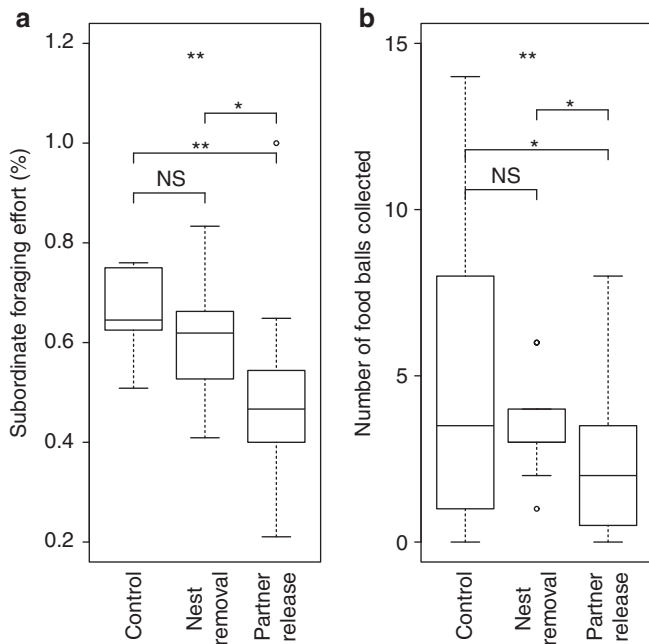 a
Subordinate foraging effort (%)
1.2
1.0
0.8
0.6
0.4
0.2
**
*
**
NS
Control
Nest
removal
Partner
release
b
Number of food balls collected
15
10
5
0
**
*
*
NS
Control
Nest
removal
Partner
release